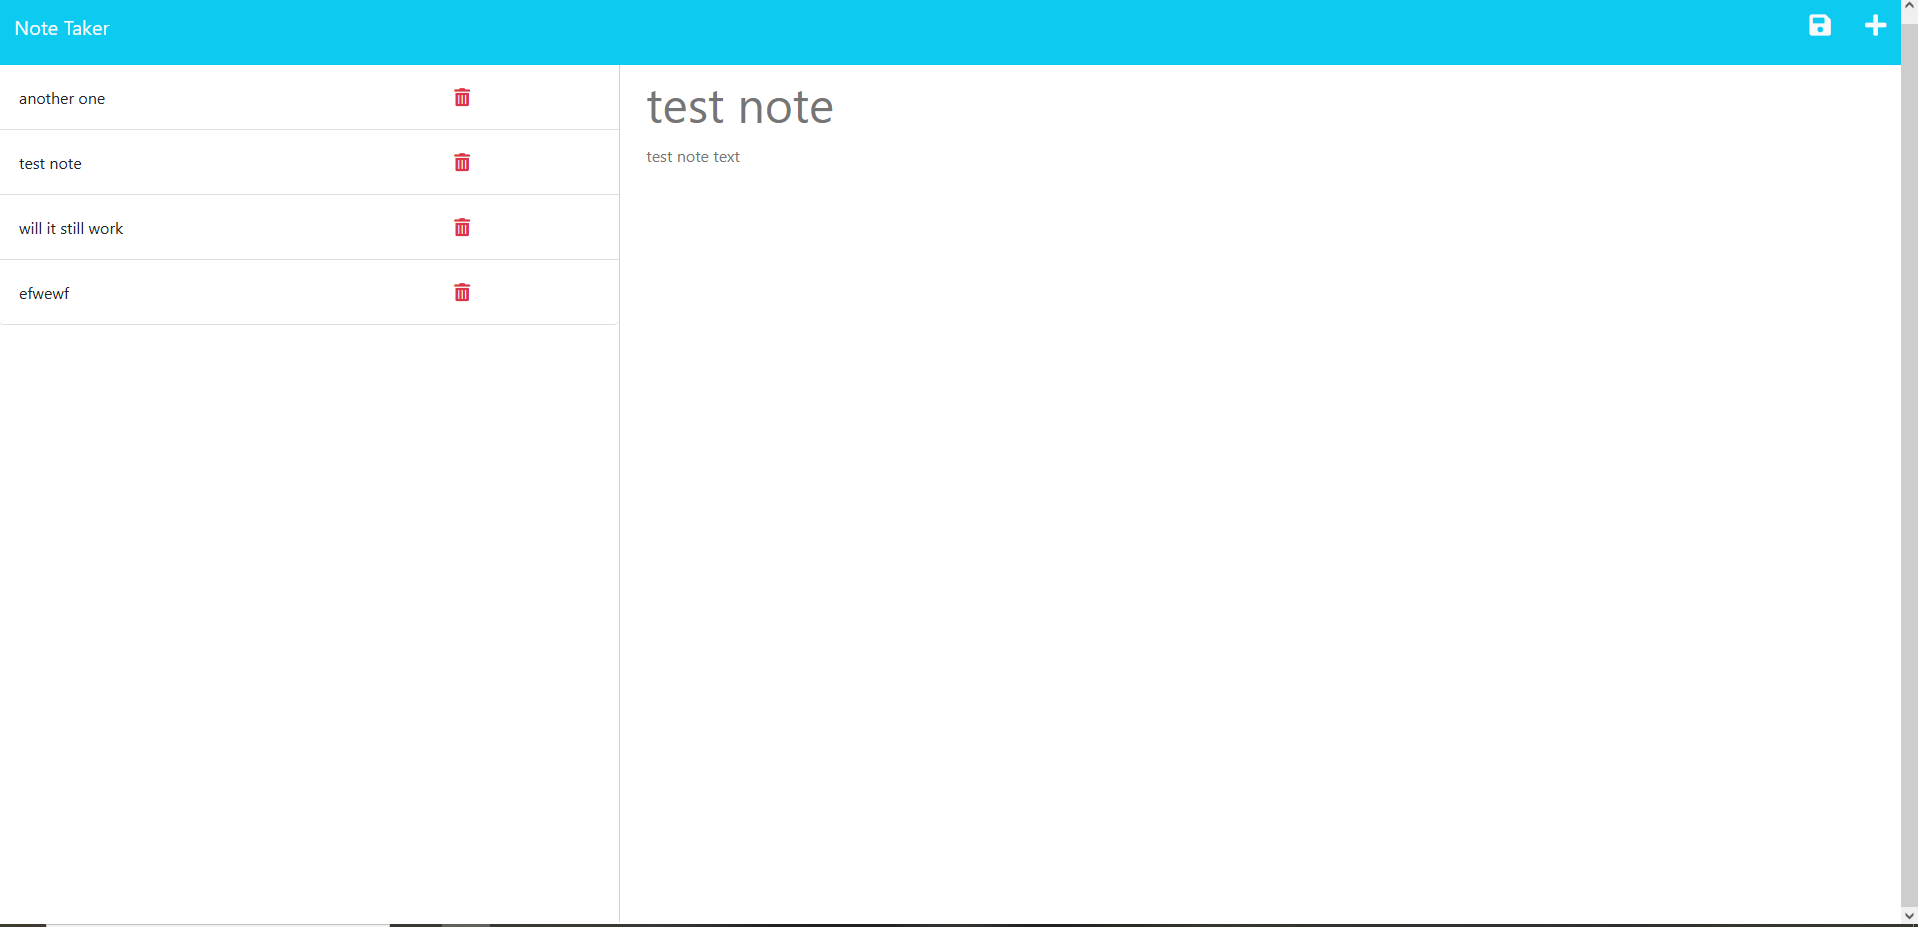 Note Taker
another one
test note
will it still work
efwewf
test note
test note text